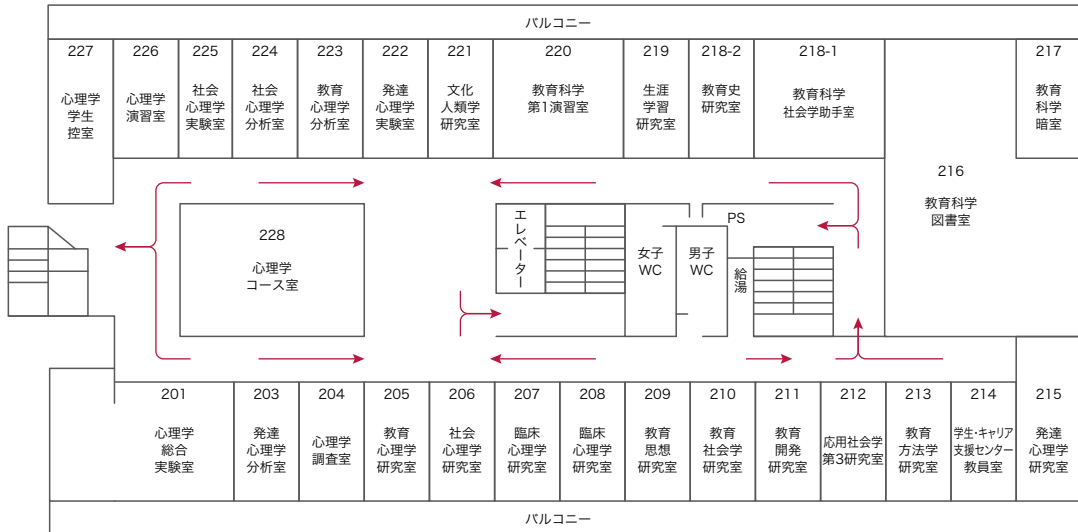 バルコニー
227
心理学
学生
控室
226
心理学
演習室
225
社会
心理学
実験室
224
社会
心理学
分析室
223
教育
心理学
分析室
222
発達
心理学
実験室
221
文化
人類学
研究室
220
教育科学
第1演習室
219
生涯
学習
研究室
218-2
教育史
研究室
218-1
教育科学
社会学助手室
217
教育
科学
暗室
216
教育科学
図書室
228
心理学
コース室
エレベーター
女子
WC
男子
WC
PS
給湯
201
心理学
総合
実験室
203
発達
心理学
分析室
204
心理学
調査室
205
教育
心理学
研究室
206
社会
心理学
研究室
207
臨床
心理学
研究室
208
臨床
心理学
研究室
209
教育
思想
研究室
210
教育
社会学
研究室
211
教育
開発
研究室
212
応用社会学
第3研究室
213
教育
方法学
研究室
214
学生・キャリア
支援センター
教員室
215
発達
心理学
研究室
バルコニー